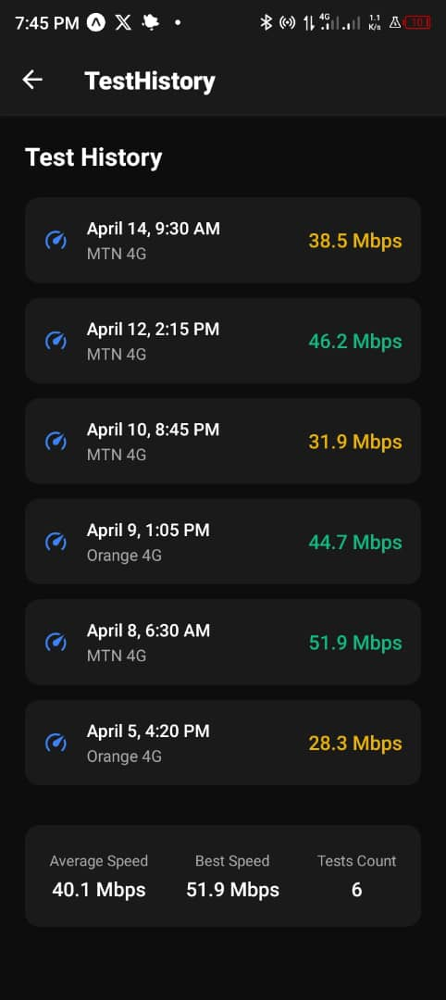 7:45 PM
4G
1.1
K/s
10
TestHistory
Test History
April 14, 9:30 AM
MTN 4G
38.5 Mbps
April 12, 2:15 PM
MTN 4G
46.2 Mbps
April 10, 8:45 PM
MTN 4G
31.9 Mbps
April 9, 1:05 PM
Orange 4G
44.7 Mbps
April 8, 6:30 AM
MTN 4G
51.9 Mbps
April 5, 4:20 PM
Orange 4G
28.3 Mbps
Average Speed
40.1 Mbps
Best Speed
51.9 Mbps
Tests Count
6